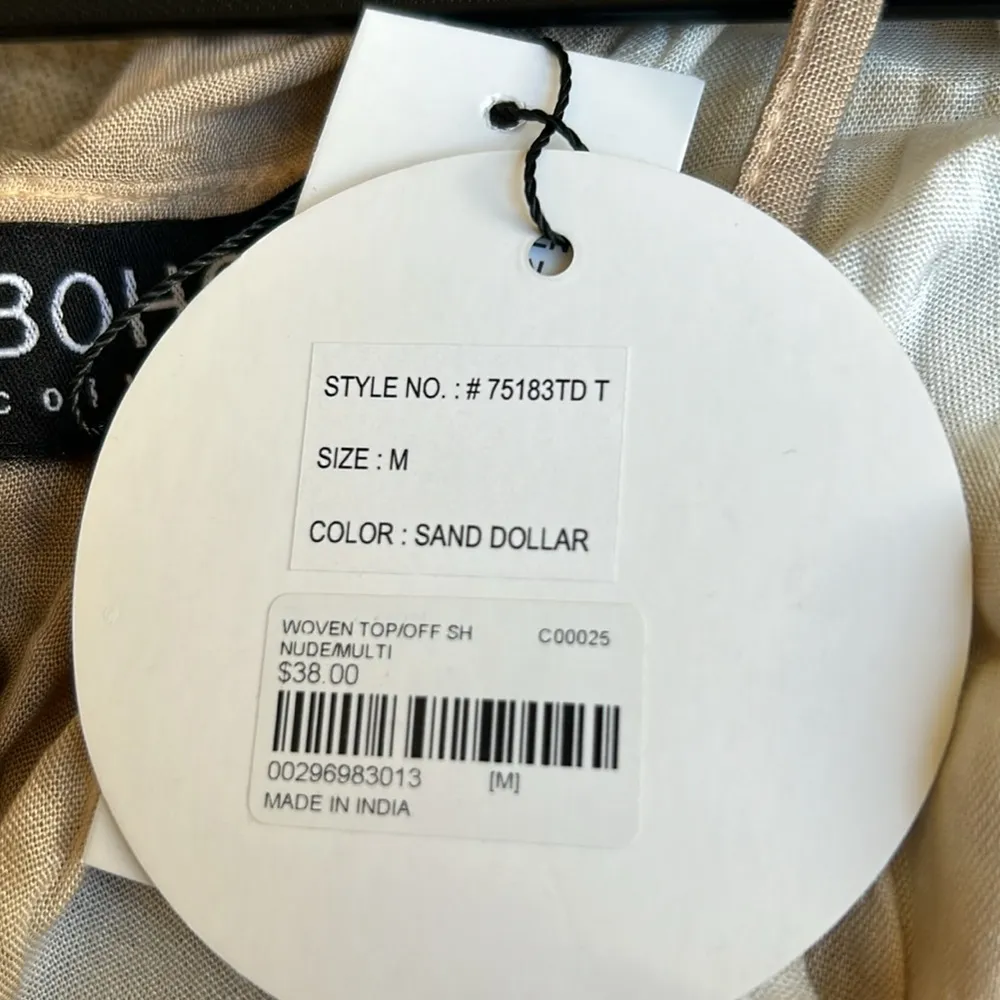 STYLE NO. : # 75183TD T
SIZE : M
COLOR : SAND DOLLAR
WOVEN TOP/OFF SH C00025
NUDE/MULTI
$38.00
00296983013 [M]
MADE IN INDIA